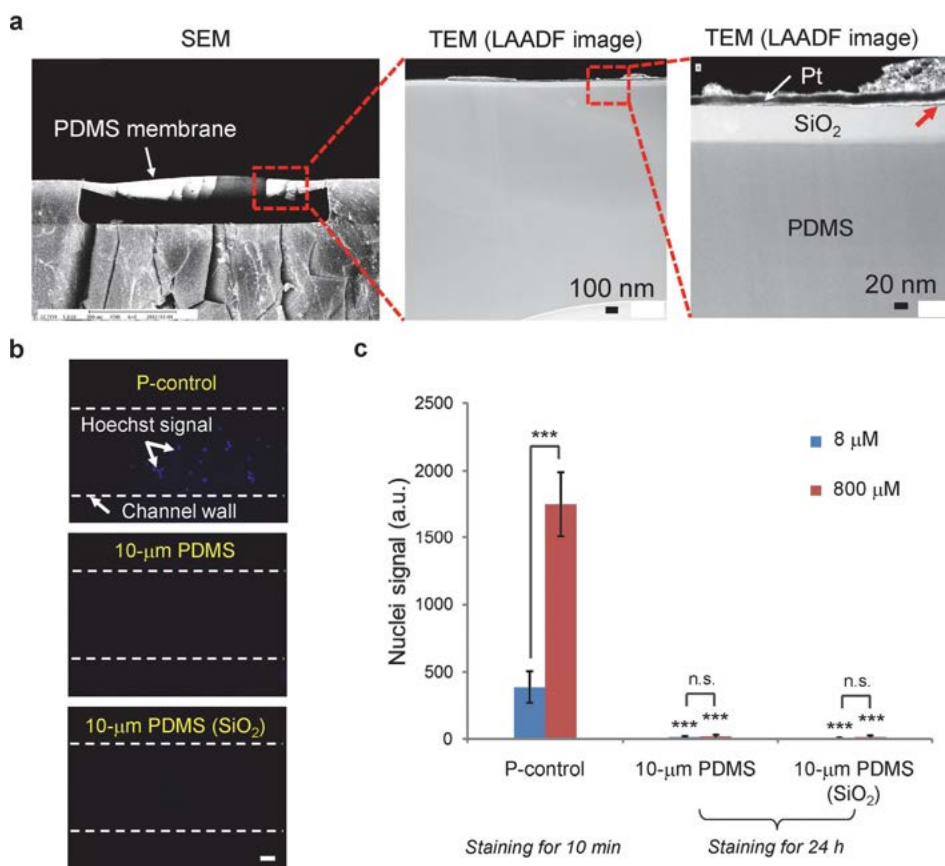 a
SEM
PDMS membrane
TEM (LAADF image)
100 nm
TEM (LAADF image)
Pt
SiO₂
PDMS
20 nm
b
P-control
Hoechst signal
Channel wall
10-μm PDMS
10-μm PDMS (SiO₂)
c
Nuclei signal (a.u.)
2500
2000
1500
1000
500
0
***
8 μM
800 μM
n.s.
*** ***
n.s.
*** ***
P-control
10-μm PDMS
10-μm PDMS
(SiO₂)
Staining for 10 min
Staining for 24 h